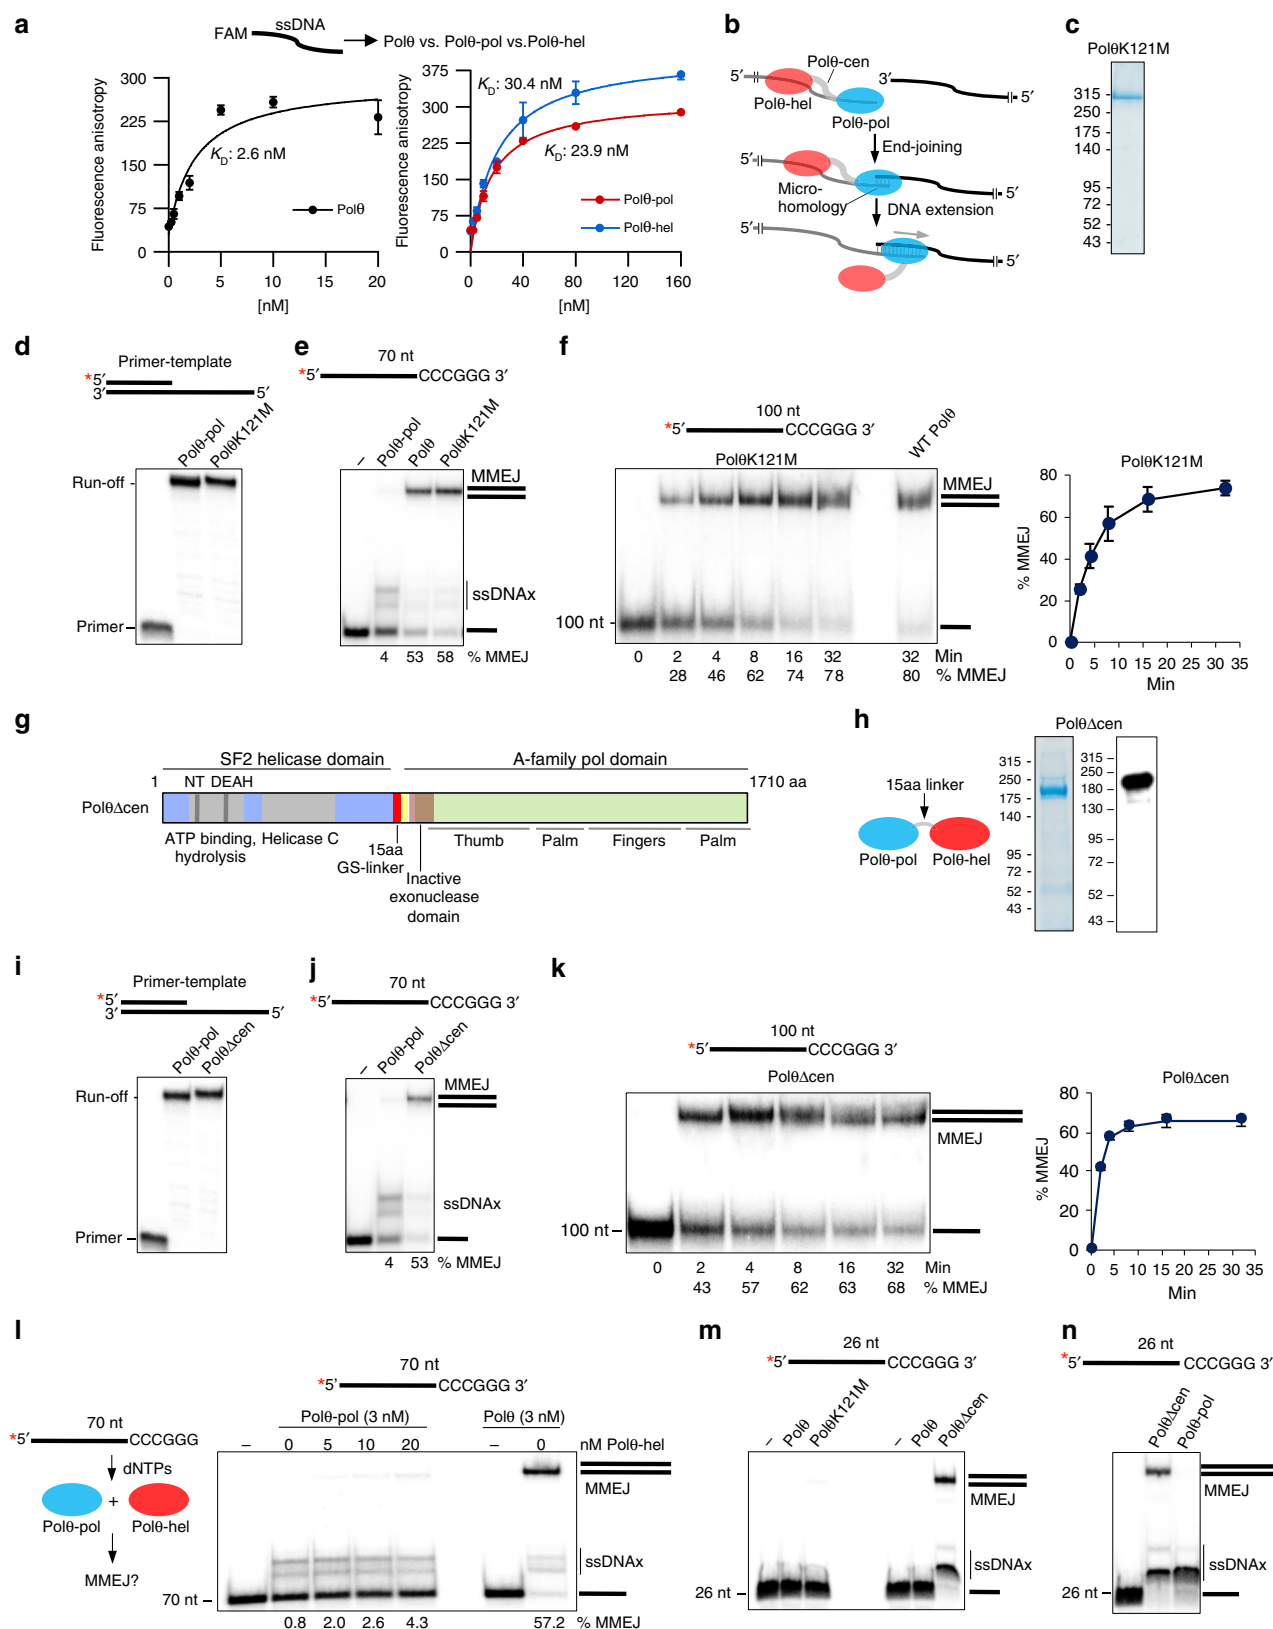 a
FAM
ssDNA
Polθ vs. Polθ-pol vs.Polθ-hel
Fluorescence anisotropy
300
225
150
75
0
K_D: 2.6 nM
Polθ
0 5 10 15 20
[nM]
Fluorescence anisotropy
375
300
225
150
75
0
K_D: 30.4 nM
K_D: 23.9 nM
Polθ-pol
Polθ-hel
0 40 80 120 160
[nM]
b
5′
Polθ-cen
3′
5′
Polθ-hel
Polθ-pol
End-joining
5′
Micro-
homology
5′
DNA extension
5′
5′
c
PolθK121M
315
250
175
140
95
72
52
43
d
Primer-template
*5′
3′ 5′
Polθ-pol
PolθK121M
Run-off
Primer
e
70 nt
*5′ CCCGGG 3′
– Polθ-pol Polθ PolθK121M
MMEJ
ssDNAx
4 53 58 % MMEJ
f
100 nt
*5′ CCCGGG 3′
WT Polθ
PolθK121M
MMEJ
100 nt
0 2 4 8 16 32 32 Min
28 46 62 74 78 80 % MMEJ
PolθK121M
% MMEJ
80
60
40
20
0
0 5 10 15 20 25 30 35
Min
g
SF2 helicase domain A-family pol domain
1 NT DEAH 1710 aa
PolθΔcen
ATP binding, Helicase C
hydrolysis
15aa
GS-linker
Thumb Palm Fingers Palm
Inactive
exonuclease
domain
h
PolθΔcen
15aa linker
Polθ-pol Polθ-hel
315
250
175
140
95
72
52
43
315
250
180
130
95
72
52
43
i
Primer-template
*5′
3′ 5′
Polθ-pol
PolθΔcen
Run-off
Primer
j
70 nt
*5′ CCCGGG 3′
– Polθ-pol PolθΔcen
MMEJ
ssDNAx
4 53 % MMEJ
k
100 nt
*5′ CCCGGG 3′
PolθΔcen
MMEJ
100 nt
0 2 4 8 16 32 Min
43 57 62 63 68 % MMEJ
PolθΔcen
% MMEJ
80
60
40
20
0
0 5 10 15 20 25 30 35
Min
l
70 nt
*5′ CCCGGG
dNTPs
+
Polθ-pol Polθ-hel
MMEJ?
70 nt
*5′ CCCGGG 3′
Polθ-pol (3 nM) Polθ (3 nM)
– 0 5 10 20 – 0 nM Polθ-hel
MMEJ
ssDNAx
70 nt
0.8 2.0 2.6 4.3 57.2 % MMEJ
m
26 nt
*5′ CCCGGG 3′
– Polθ PolθK121M – Polθ PolθΔcen
MMEJ
ssDNAx
26 nt
n
26 nt
*5′ CCCGGG 3′
PolθΔcen
Polθ-pol
MMEJ
ssDNAx
26 nt